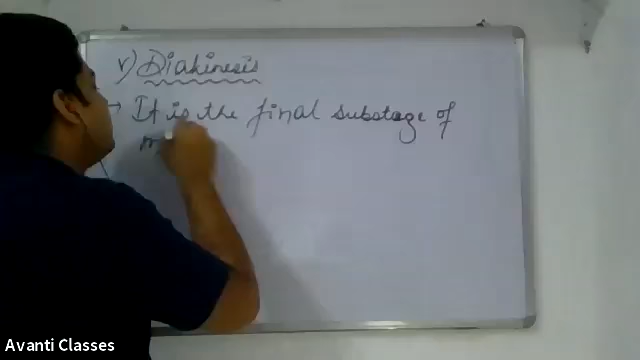 v) Diakinesis
→ It is the final substage of
Avanti Classes